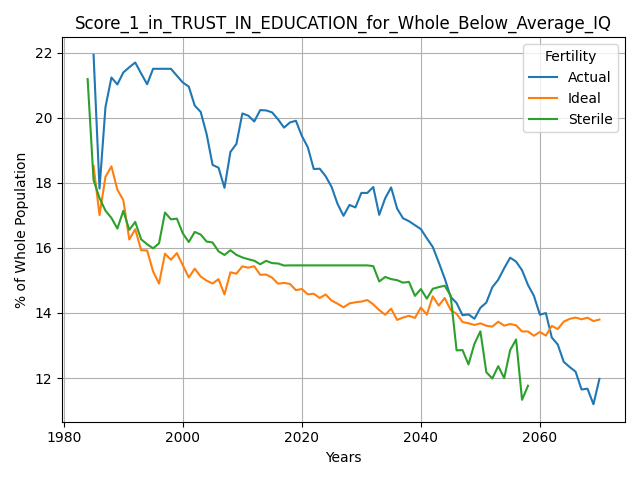 Score_1_in_TRUST_IN_EDUCATION_for_Whole_Below_Average_IQ
Fertility
Actual
Ideal
Sterile
% of Whole Population
22
20
18
16
14
12
1980
2000
2020
2040
2060
Years